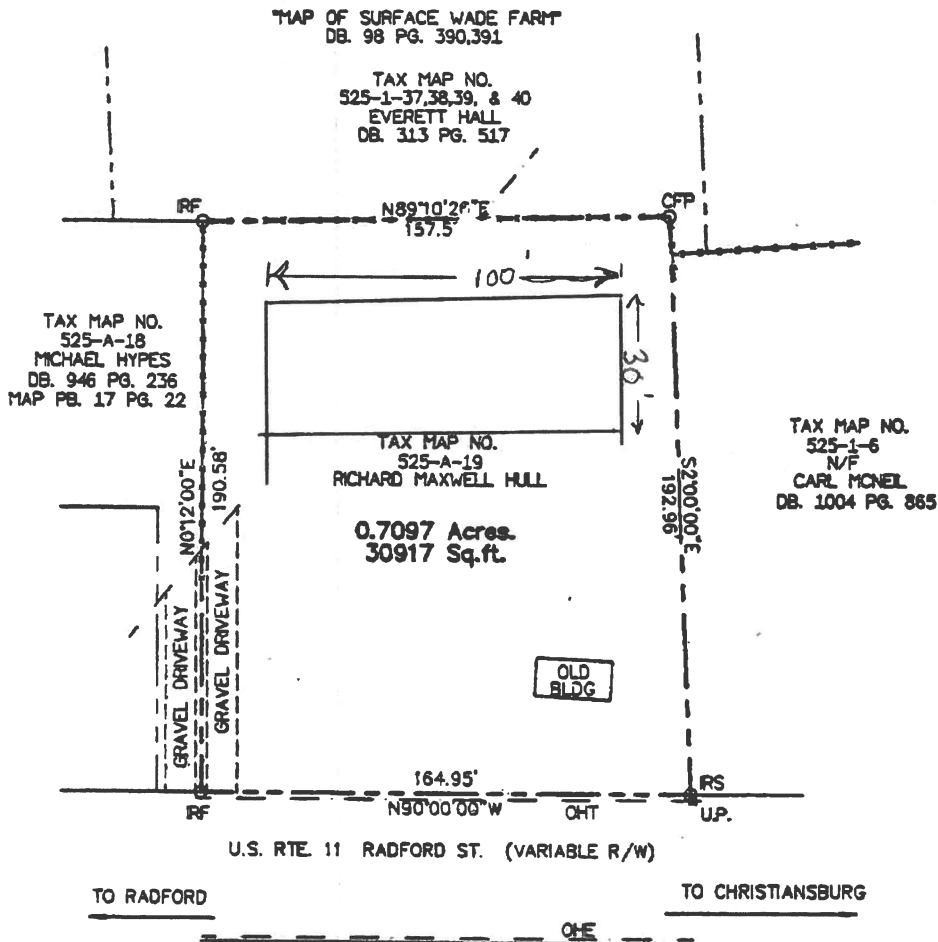 "MAP OF SURFACE WADE FARM"
DB. 98 PG. 390,391
TAX MAP NO.
525-1-37,38,39, & 40
EVERETT HALL
DB. 313 PG. 517
IRF
N89°10'26"E
157.5'
CFP
100'
30'
TAX MAP NO.
525-A-18
MICHAEL HYPES
DB. 946 PG. 236
MAP PB. 17 PG. 22
TAX MAP NO.
525-A-19
RICHARD MAXWELL HULL
0.7097 Acres.
30917 Sq.ft.
TAX MAP NO.
525-1-6
N/F
CARL MCNEIL
DB. 1004 PG. 865
N0°12'00"E
190.58'
S2°00'00"E
192.96'
GRAVEL DRIVEWAY
GRAVEL DRIVEWAY
OLD
BLDG
164.95'
N90°00'00"W
OHT
IRF
IRS
U.P.
U.S. RTE. 11 RADFORD ST. (VARIABLE R/W)
TO RADFORD
TO CHRISTIANSBURG
OHE